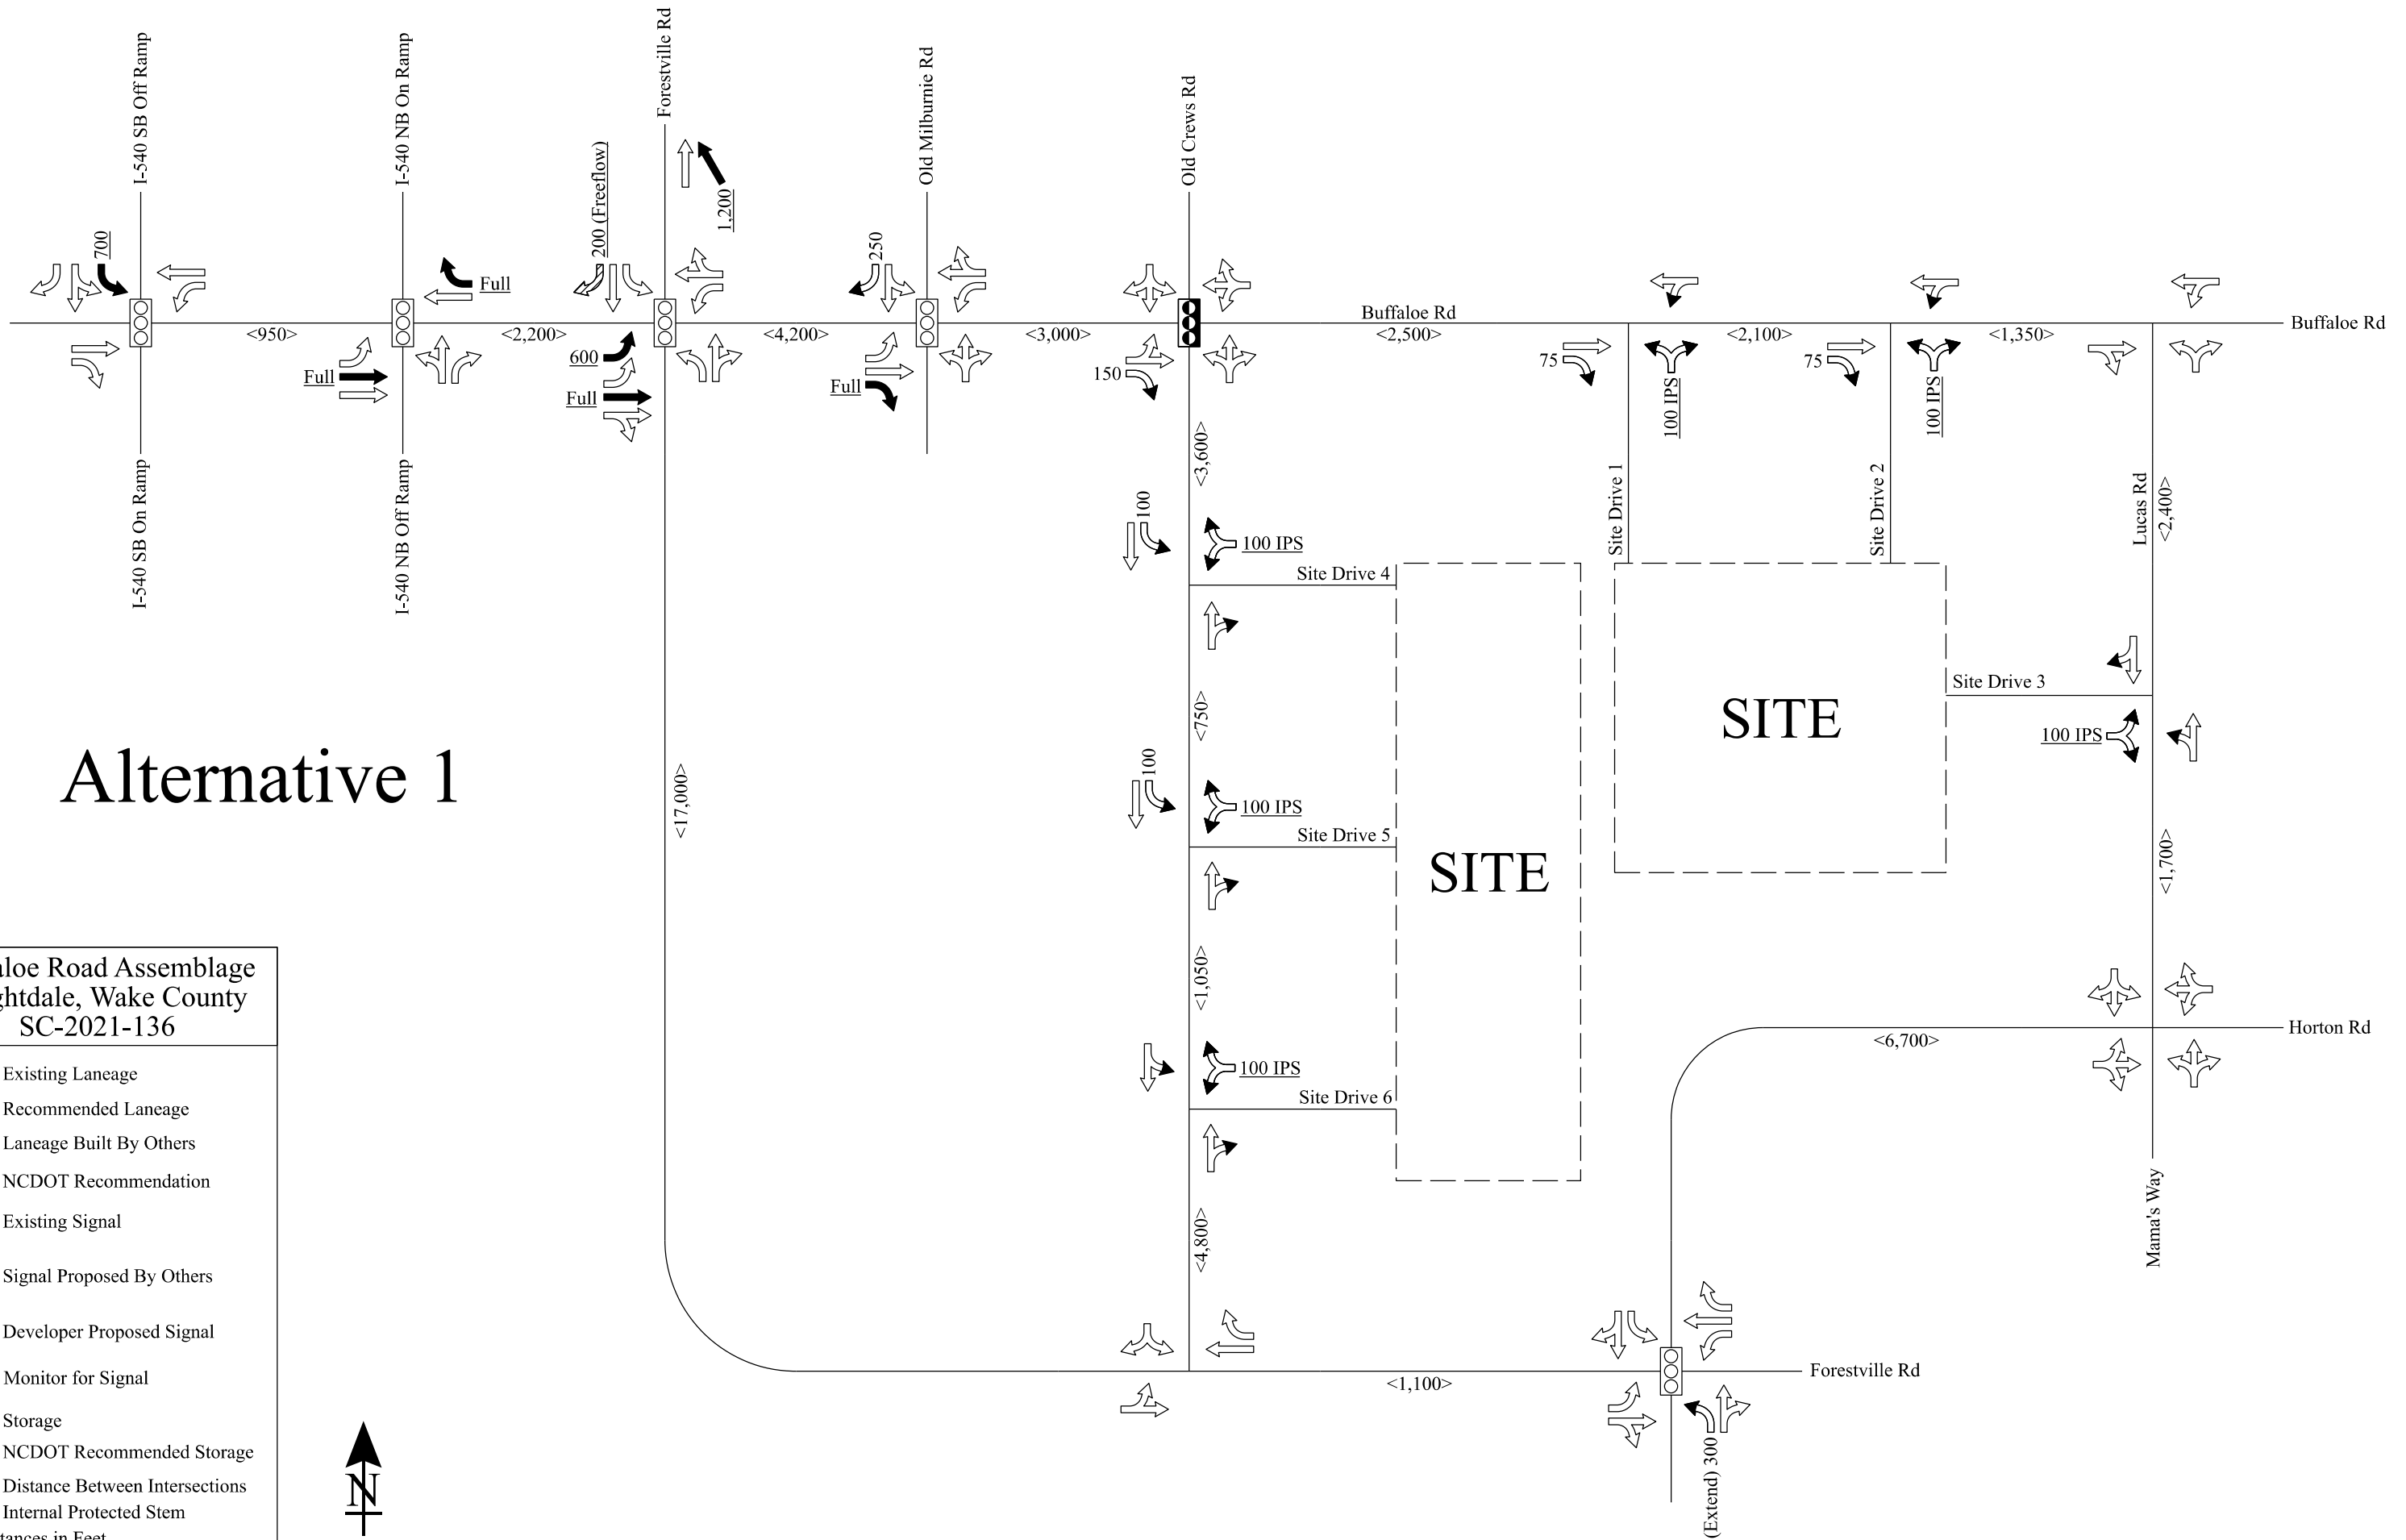 I-540 SB Off Ramp
I-540 NB On Ramp
Forestville Rd
Old Milburnie Rd
Old Crews Rd
700
Full
200 (Freeflow)
1,200
250
<950>
<2,200>
<4,200>
<3,000>
Buffaloe Rd
<2,500>
<2,100>
<1,350>
Buffaloe Rd
Full
600
Full
Full
150
75
100 IPS
75
100 IPS
I-540 SB On Ramp
I-540 NB Off Ramp
<3,600>
Site Drive 1
Site Drive 2
Lucas Rd
<2,400>
100
100 IPS
Site Drive 4
Site Drive 3
100 IPS
<750>
SITE
Alternative 1
<17,000>
100
100 IPS
Site Drive 5
SITE
<1,700>
<1,050>
100 IPS
Site Drive 6
Horton Rd
<6,700>
Mama's Way
<4,800>
<1,100>
Forestville Rd
(Extend) 300
aloe Road Assemblage
ghtdale, Wake County
SC-2021-136
Existing Laneage
Recommended Laneage
Laneage Built By Others
NCDOT Recommendation
Existing Signal
Signal Proposed By Others
Developer Proposed Signal
Monitor for Signal
Storage
NCDOT Recommended Storage
Distance Between Intersections
Internal Protected Stem
tances in Feet
N